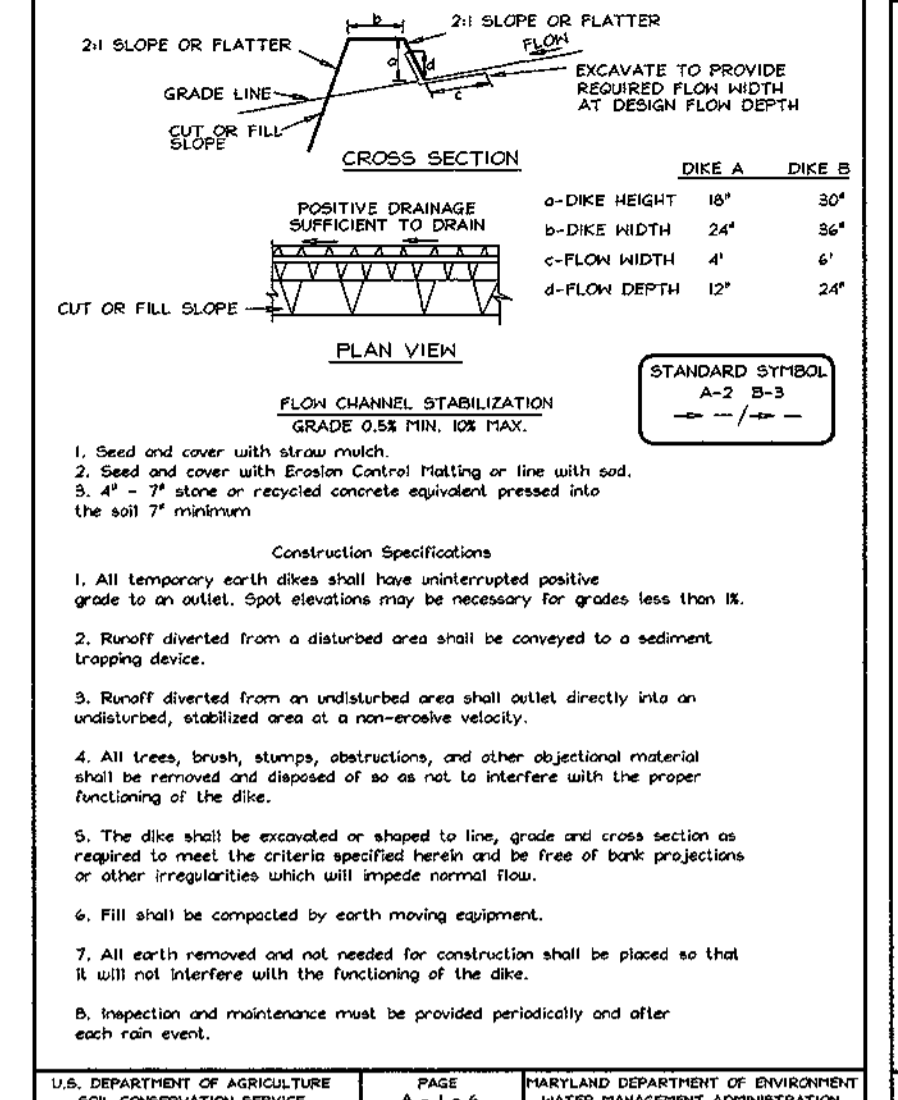 b
2:1 SLOPE OR FLATTER
2:1 SLOPE OR FLATTER
FLOW
a
d
EXCAVATE TO PROVIDE
REQUIRED FLOW WIDTH
AT DESIGN FLOW DEPTH
c
GRADE LINE
CUT OR FILL
SLOPE
CROSS SECTION
DIKE A DIKE B
a-DIKE HEIGHT 18" 30"
b-DIKE WIDTH 24" 36"
c-FLOW WIDTH 4' 6'
d-FLOW DEPTH 12" 24"
POSITIVE DRAINAGE
SUFFICIENT TO DRAIN
CUT OR FILL SLOPE
PLAN VIEW
STANDARD SYMBOL
A-2 B-3
FLOW CHANNEL STABILIZATION
GRADE 0.5% MIN. 10% MAX.
1. Seed and cover with straw mulch.
2. Seed and cover with Erosion Control Matting or line with sod.
3. 4" - 7" stone or recycled concrete equivalent pressed into
the soil 7" minimum
Construction Specifications
1. All temporary earth dikes shall have uninterrupted positive
grade to an outlet. Spot elevations may be necessary for grades less than 1%.
2. Runoff diverted from a disturbed area shall be conveyed to a sediment
trapping device.
3. Runoff diverted from an undisturbed area shall outlet directly into an
undisturbed, stabilized area at a non-erosive velocity.
4. All trees, brush, stumps, obstructions, and other objectional material
shall be removed and disposed of so as not to interfere with the proper
functioning of the dike.
5. The dike shall be excavated or shaped to line, grade and cross section as
required to meet the criteria specified herein and be free of bank projections
or other irregularities which will impede normal flow.
6. Fill shall be compacted by earth moving equipment.
7. All earth removed and not needed for construction shall be placed so that
it will not interfere with the functioning of the dike.
8. Inspection and maintenance must be provided periodically and after
each rain event.
U.S. DEPARTMENT OF AGRICULTURE
SOIL CONSERVATION SERVICE
PAGE
A - 1 - 6
MARYLAND DEPARTMENT OF ENVIRONMENT
WATER MANAGEMENT ADMINISTRATION